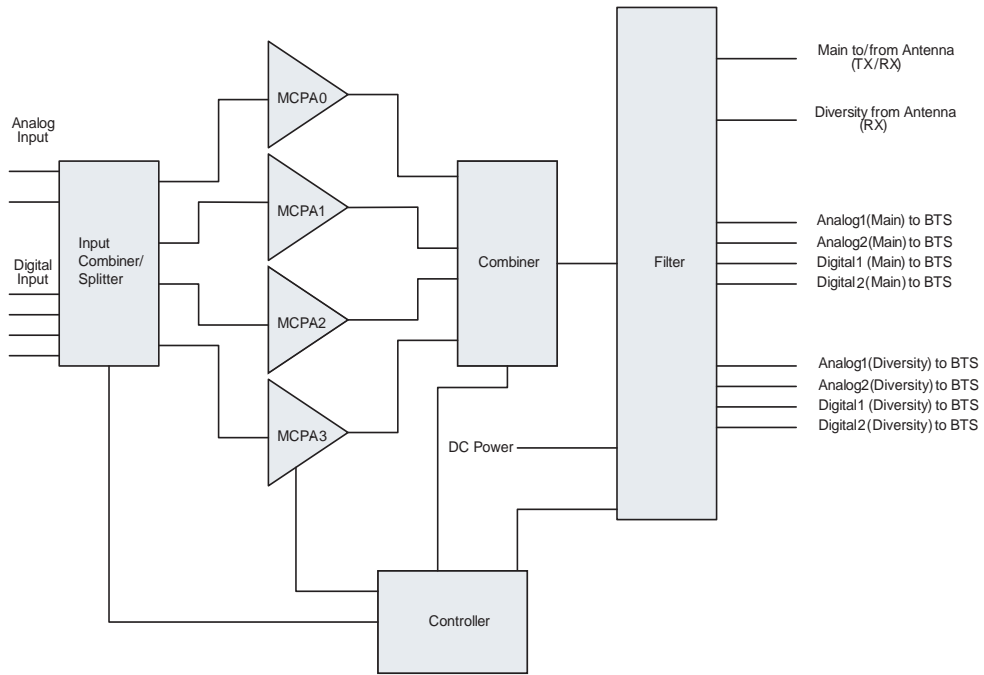 Analog
Input
Digital
Input
Input
Combiner/
Splitter
MCPA0
MCPA1
MCPA2
MCPA3
Combiner
DC Power
Controller
Filter
Main to/from Antenna
(TX/RX)
Diversity from Antenna
(RX)
Analog1(Main) to BTS
Analog2(Main) to BTS
Digital1 (Main) to BTS
Digital2(Main) to BTS
Analog1(Diversity) to BTS
Analog2(Diversity) to BTS
Digital1 (Diversity) to BTS
Digital2(Diversity) to BTS